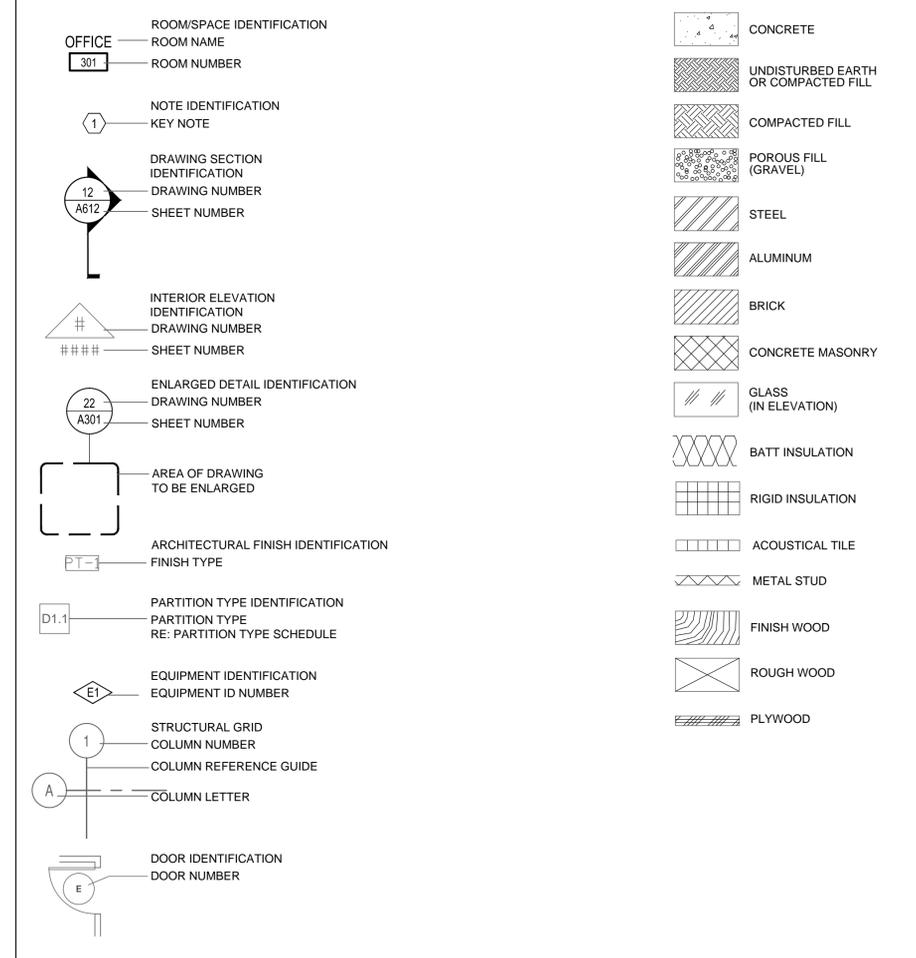 ROOM/SPACE IDENTIFICATION
OFFICE ROOM NAME
301 ROOM NUMBER
NOTE IDENTIFICATION
1 KEY NOTE
DRAWING SECTION
IDENTIFICATION
12 DRAWING NUMBER
A612 SHEET NUMBER
INTERIOR ELEVATION
IDENTIFICATION
# DRAWING NUMBER
#### SHEET NUMBER
ENLARGED DETAIL IDENTIFICATION
22 DRAWING NUMBER
A301 SHEET NUMBER
AREA OF DRAWING
TO BE ENLARGED
ARCHITECTURAL FINISH IDENTIFICATION
PT-1 FINISH TYPE
PARTITION TYPE IDENTIFICATION
D1.1 PARTITION TYPE
RE: PARTITION TYPE SCHEDULE
EQUIPMENT IDENTIFICATION
E1 EQUIPMENT ID NUMBER
STRUCTURAL GRID
1 COLUMN NUMBER
COLUMN REFERENCE GUIDE
A COLUMN LETTER
DOOR IDENTIFICATION
E DOOR NUMBER
CONCRETE
UNDISTURBED EARTH
OR COMPACTED FILL
COMPACTED FILL
POROUS FILL
(GRAVEL)
STEEL
ALUMINUM
BRICK
CONCRETE MASONRY
GLASS
(IN ELEVATION)
BATT INSULATION
RIGID INSULATION
ACOUSTICAL TILE
METAL STUD
FINISH WOOD
ROUGH WOOD
PLYWOOD